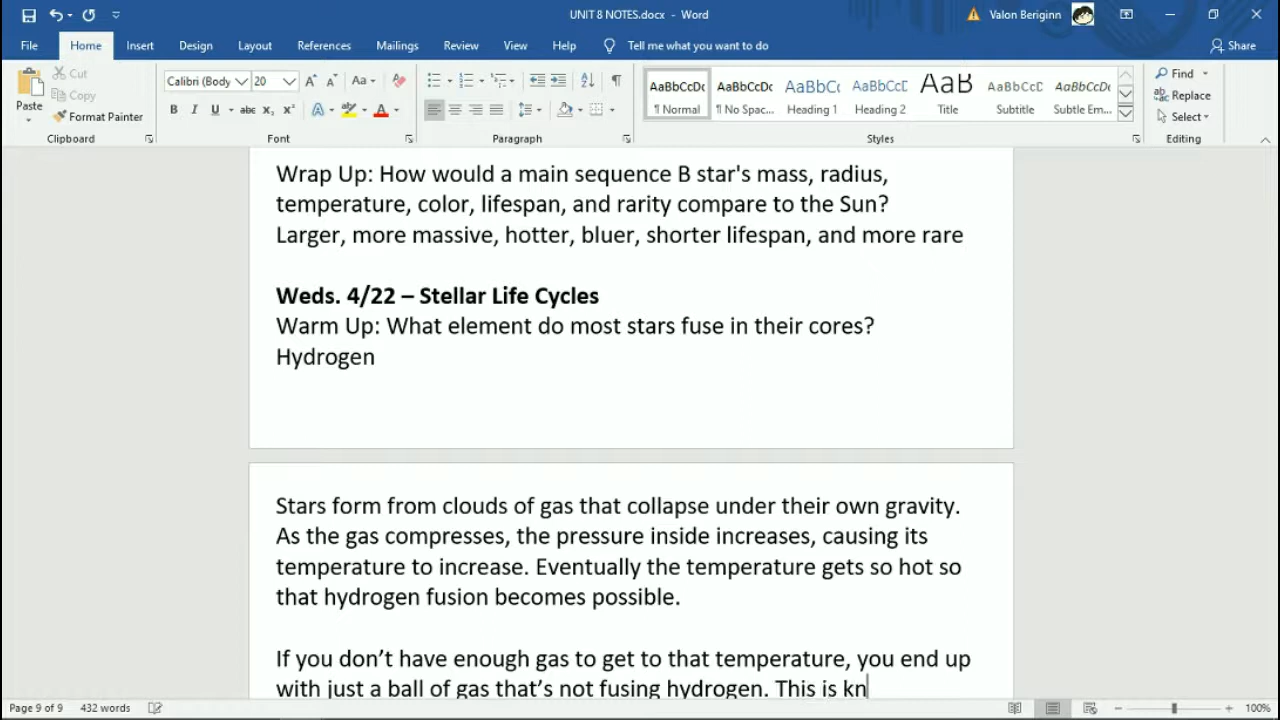 UNIT 8 NOTES.docx - Word
Valon Beriginn
File Home Insert Design Layout References Mailings Review View Help Tell me what you want to do Share
Paste
Cut
Copy
Format Painter
Clipboard
Calibri (Body 20
Aa
B I U abc x₂ x² A ab A
Font
Paragraph
AaBbCcDc AaBbCcDc AaBbCc AaBbCcD AaB AaBbCcD AaBbCcDc
¶ Normal ¶ No Spac... Heading 1 Heading 2 Title Subtitle Subtle Em...
Styles
Find
Replace
Select
Editing
Wrap Up: How would a main sequence B star's mass, radius,
temperature, color, lifespan, and rarity compare to the Sun?
Larger, more massive, hotter, bluer, shorter lifespan, and more rare
Weds. 4/22 – Stellar Life Cycles
Warm Up: What element do most stars fuse in their cores?
Hydrogen
Stars form from clouds of gas that collapse under their own gravity.
As the gas compresses, the pressure inside increases, causing its
temperature to increase. Eventually the temperature gets so hot so
that hydrogen fusion becomes possible.
If you don’t have enough gas to get to that temperature, you end up
with just a ball of gas that’s not fusing hydrogen. This is kn
Page 9 of 9 432 words
100%